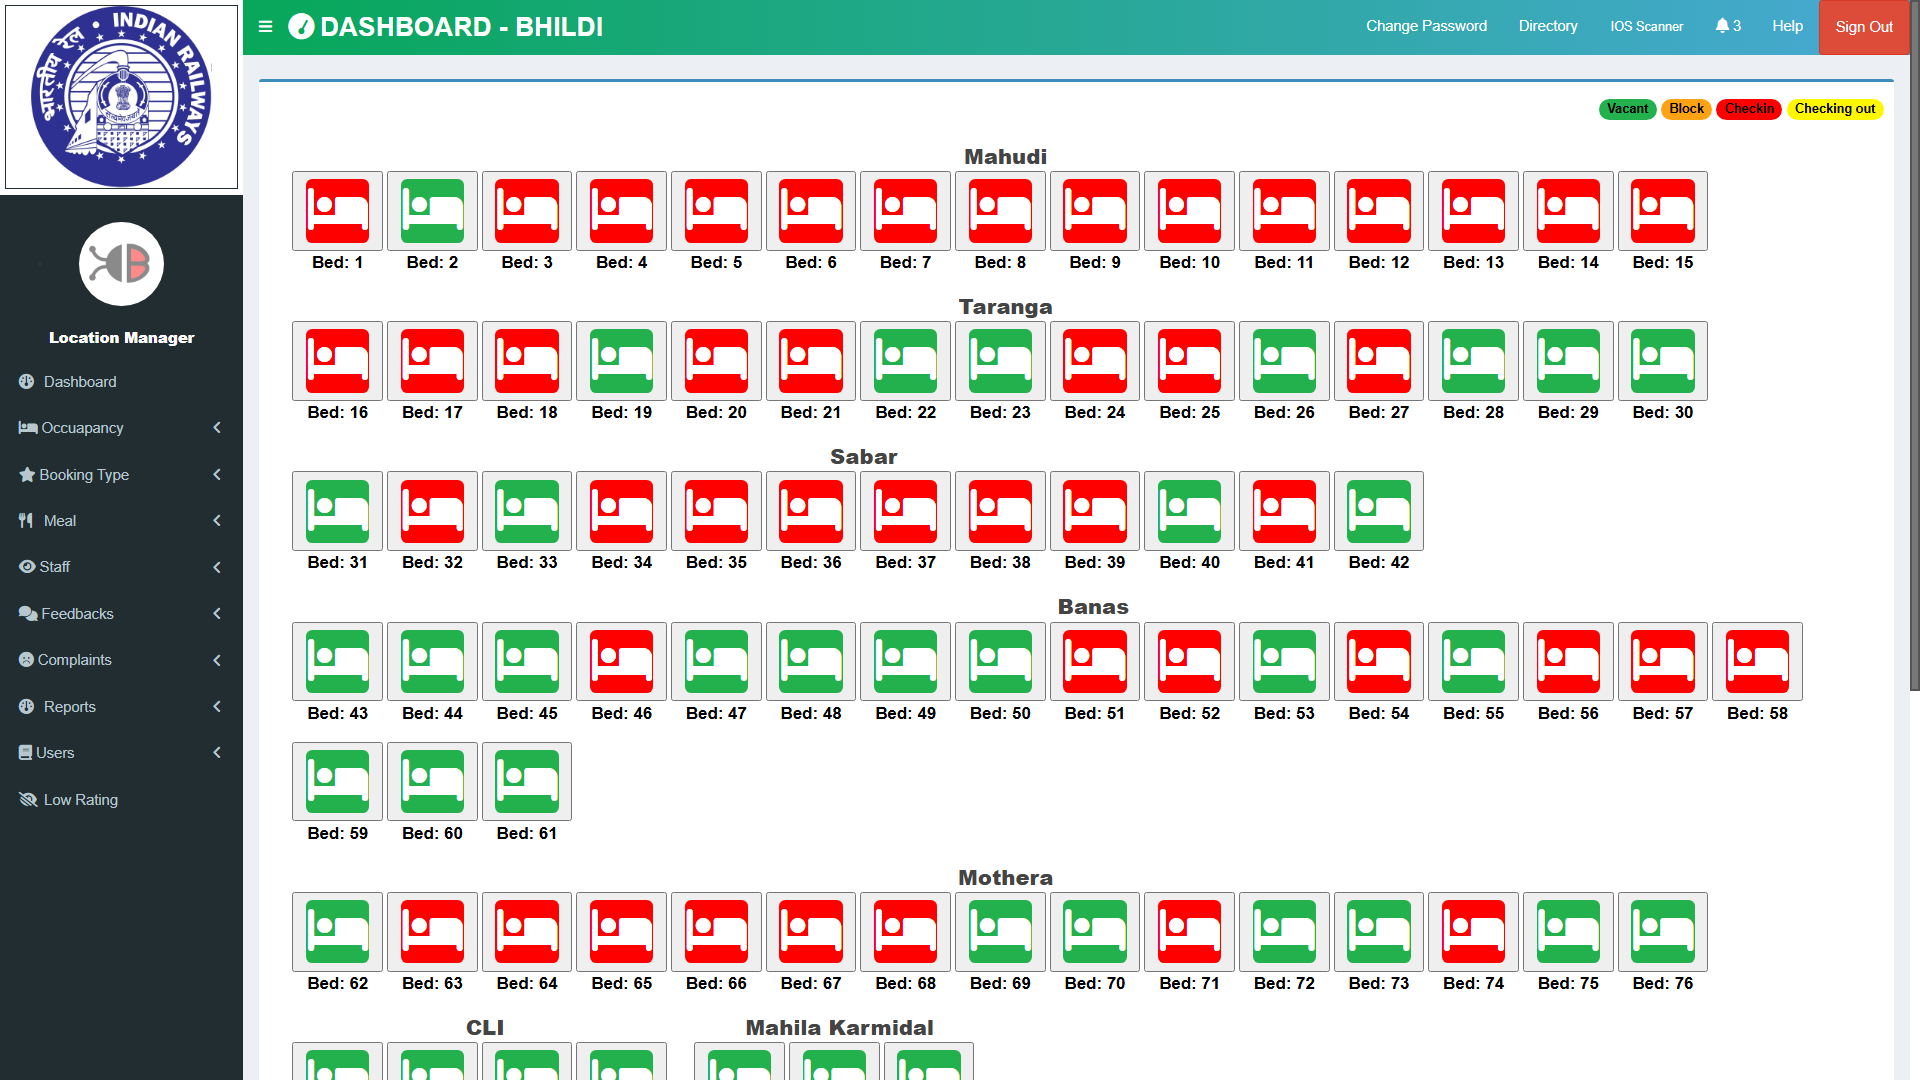 भारतीय रेल INDIAN RAILWAYS
DASHBOARD - BHILDI
Change Password Directory IOS Scanner 3 Help Sign Out
Location Manager
Dashboard
Occuapancy
Booking Type
Meal
Staff
Feedbacks
Complaints
Reports
Users
Low Rating
Vacant Block Checkin Checking out
Mahudi
Bed: 1 Bed: 2 Bed: 3 Bed: 4 Bed: 5 Bed: 6 Bed: 7 Bed: 8 Bed: 9 Bed: 10 Bed: 11 Bed: 12 Bed: 13 Bed: 14 Bed: 15
Taranga
Bed: 16 Bed: 17 Bed: 18 Bed: 19 Bed: 20 Bed: 21 Bed: 22 Bed: 23 Bed: 24 Bed: 25 Bed: 26 Bed: 27 Bed: 28 Bed: 29 Bed: 30
Sabar
Bed: 31 Bed: 32 Bed: 33 Bed: 34 Bed: 35 Bed: 36 Bed: 37 Bed: 38 Bed: 39 Bed: 40 Bed: 41 Bed: 42
Banas
Bed: 43 Bed: 44 Bed: 45 Bed: 46 Bed: 47 Bed: 48 Bed: 49 Bed: 50 Bed: 51 Bed: 52 Bed: 53 Bed: 54 Bed: 55 Bed: 56 Bed: 57 Bed: 58
Bed: 59 Bed: 60 Bed: 61
Mothera
Bed: 62 Bed: 63 Bed: 64 Bed: 65 Bed: 66 Bed: 67 Bed: 68 Bed: 69 Bed: 70 Bed: 71 Bed: 72 Bed: 73 Bed: 74 Bed: 75 Bed: 76
CLI Mahila Karmidal